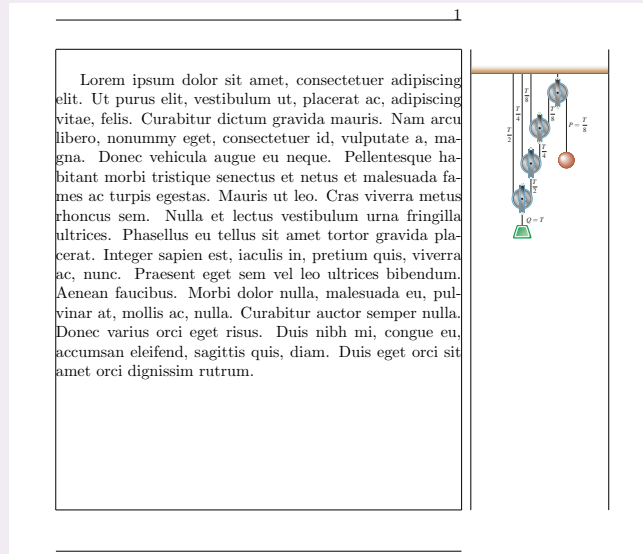 1
Lorem ipsum dolor sit amet, consectetuer adipiscing
elit. Ut purus elit, vestibulum ut, placerat ac, adipiscing
vitae, felis. Curabitur dictum gravida mauris. Nam arcu
libero, nonummy eget, consectetuer id, vulputate a, ma-
gna. Donec vehicula augue eu neque. Pellentesque ha-
bitant morbi tristique senectus et netus et malesuada fa-
mes ac turpis egestas. Mauris ut leo. Cras viverra metus
rhoncus sem. Nulla et lectus vestibulum urna fringilla
ultrices. Phasellus eu tellus sit amet tortor gravida pla-
cerat. Integer sapien est, iaculis in, pretium quis, viverra
ac, nunc. Praesent eget sem vel leo ultrices bibendum.
Aenean faucibus. Morbi dolor nulla, malesuada eu, pul-
vinar at, mollis ac, nulla. Curabitur auctor semper nulla.
Donec varius orci eget risus. Duis nibh mi, congue eu,
accumsan eleifend, sagittis quis, diam. Duis eget orci sit
amet orci dignissim rutrum.
T/8
T/4
T/8
P = T/8
T/2
T/4
T/2
Q = T